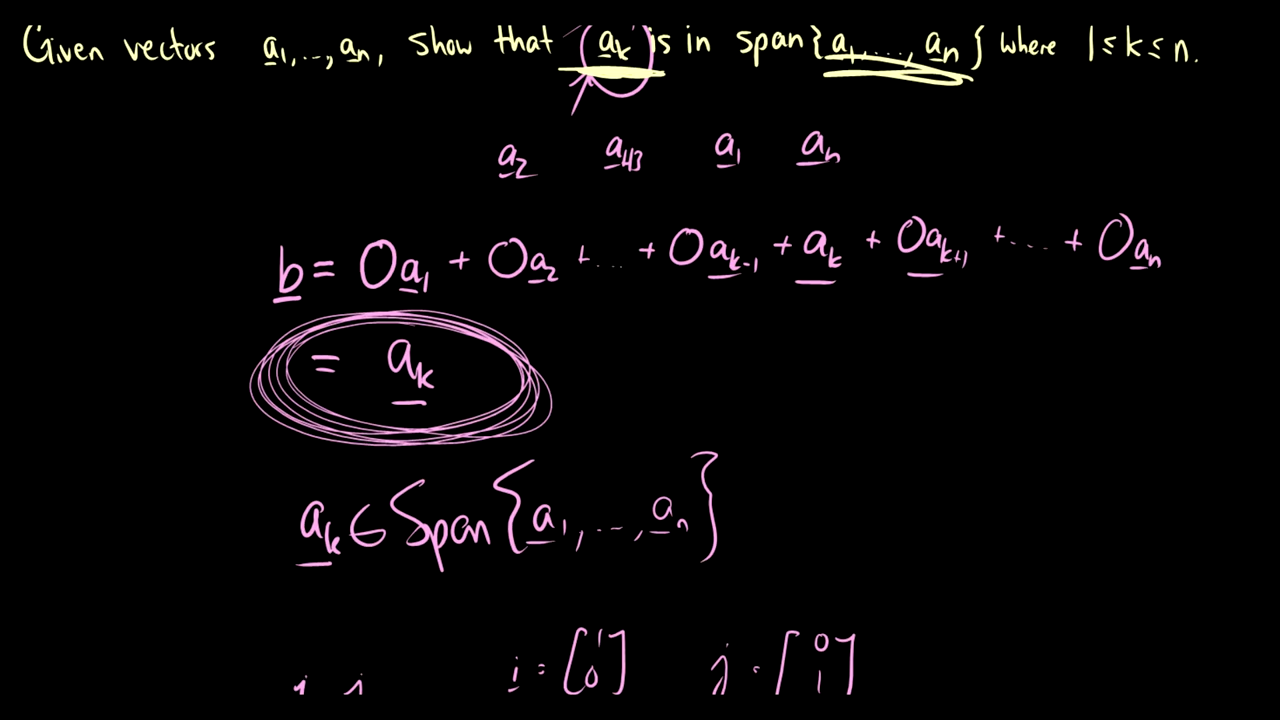 Given vectors a₁,...,aₙ, show that (aₖ) is in span{a₁,...,aₙ} where 1≤k≤n.
a₂ a₄₃ a₁ aₙ
b = 0a₁ + 0a₂ +... + 0aₖ₋₁ + aₖ + 0aₖ₊₁ +.... + 0aₙ
= aₖ
aₖ ∈ Span{a₁,...,aₙ}
i j i = [1 0] j = [0 1]